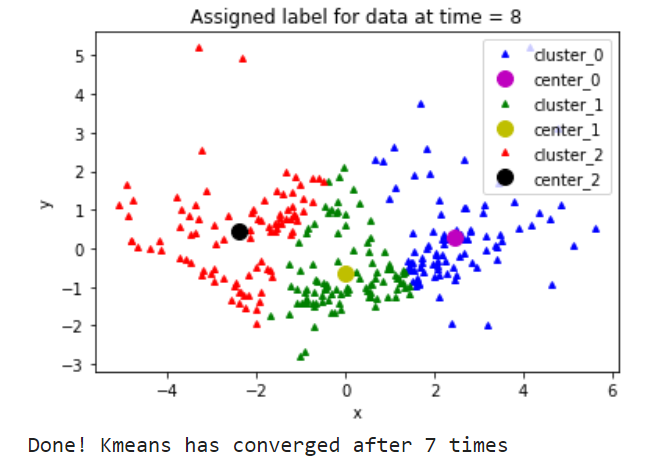 Assigned label for data at time = 8
5
4
3
2
1
0
−1
−2
−3
y
cluster_0
center_0
cluster_1
center_1
cluster_2
center_2
−4 −2 0 2 4 6
x
Done! Kmeans has converged after 7 times